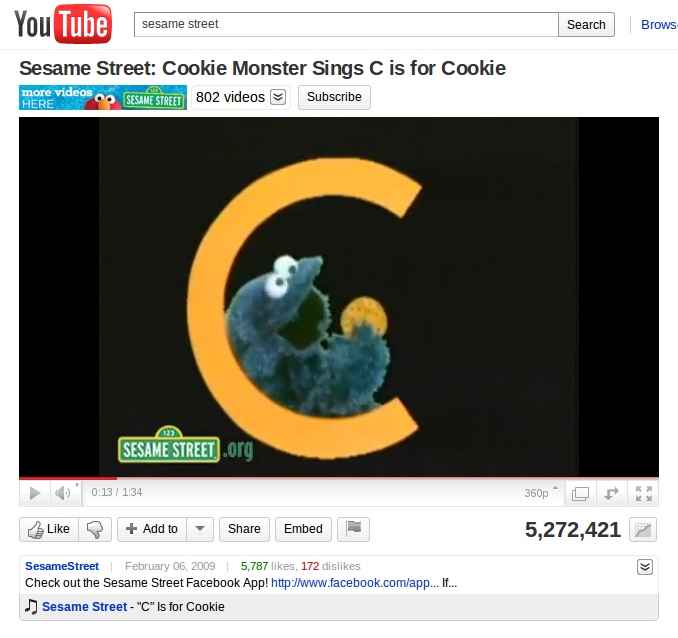 YouTube
sesame street
Search
Brows
Sesame Street: Cookie Monster Sings C is for Cookie
more videos
HERE
123
SESAME STREET
802 videos
Subscribe
C
123
SESAME STREET .org
0:13 / 1:34
360p
Like
+ Add to
Share
Embed
5,272,421
SesameStreet | February 06, 2009 | 5,787 likes, 172 dislikes
Check out the Sesame Street Facebook App! http://www.facebook.com/app... If...
Sesame Street - "C" Is for Cookie